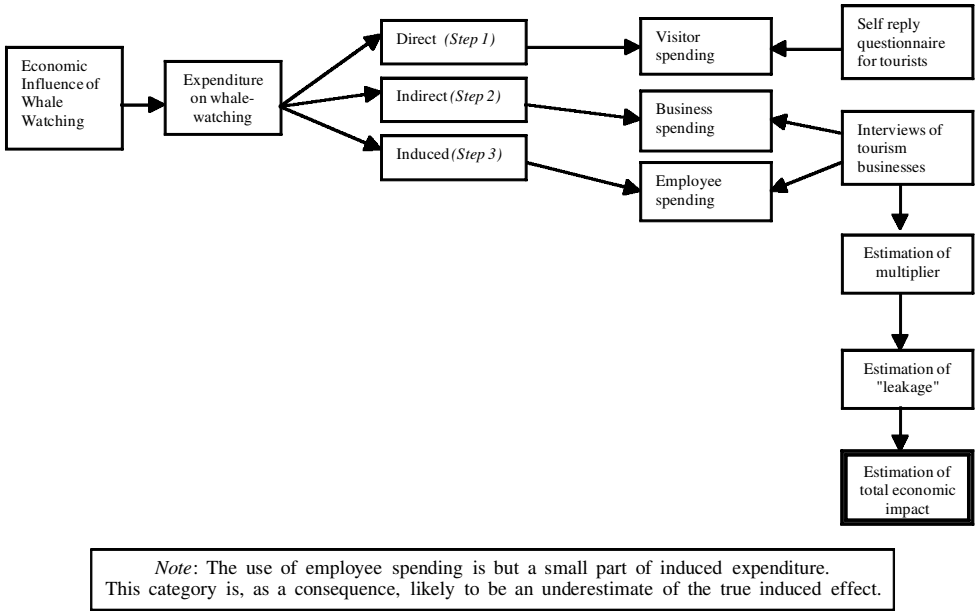 Economic
Influence of
Whale
Watching
Expenditure
on whale-
watching
Direct (Step 1)
Indirect (Step 2)
Induced (Step 3)
Visitor
spending
Business
spending
Employee
spending
Self reply
questionnaire
for tourists
Interviews of
tourism
businesses
Estimation of
multiplier
Estimation of
"leakage"
Estimation of
total economic
impact
Note: The use of employee spending is but a small part of induced expenditure.
This category is, as a consequence, likely to be an underestimate of the true induced effect.